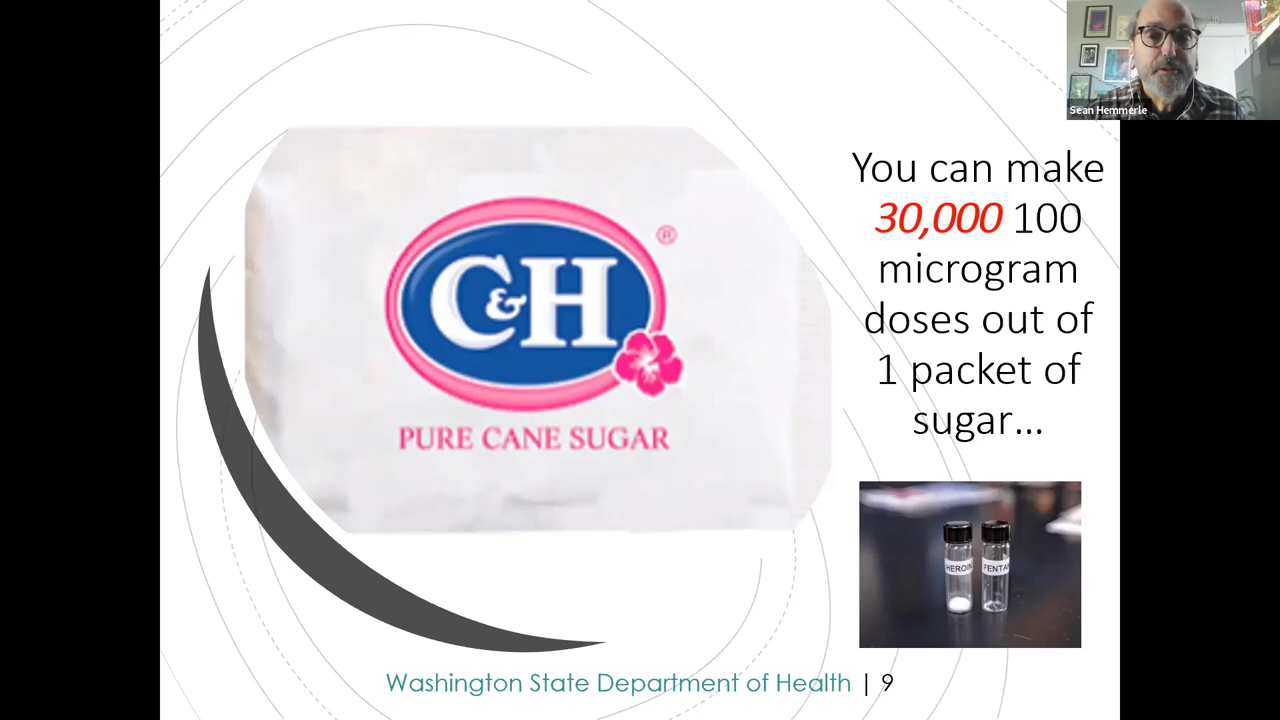 Sean Hemmerle
You can make
30,000 100
microgram
doses out of
1 packet of
sugar...
C&H
®
PURE CANE SUGAR
HEROIN
FENTA
Washington State Department of Health | 9